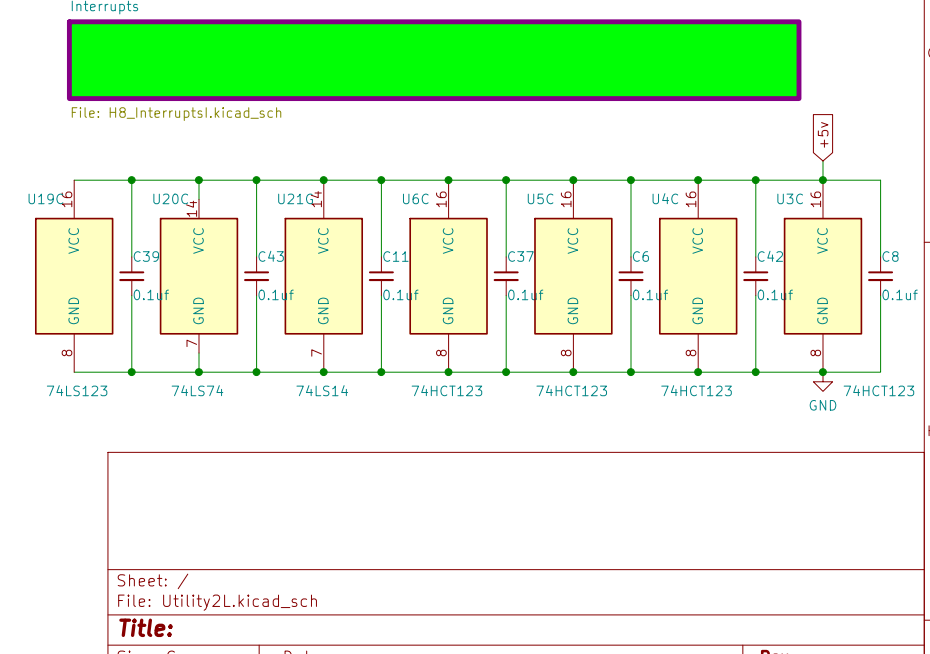 Interrupts
File: H8_InterruptsI.kicad_sch
+5v
U19C 16 U20C 14 U21G 14 U6C 16 U5C 16 U4C 16 U3C 16
VCC VCC VCC VCC VCC VCC VCC
C39 C43 C11 C37 C6 C42 C8
0.1uf 0.1uf 0.1uf 0.1uf 0.1uf 0.1uf 0.1uf
GND GND GND GND GND GND GND
8 7 7 8 8 8 8
74LS123 74LS74 74LS14 74HCT123 74HCT123 74HCT123 74HCT123
GND
Sheet: /
File: Utility2L.kicad_sch
Title: